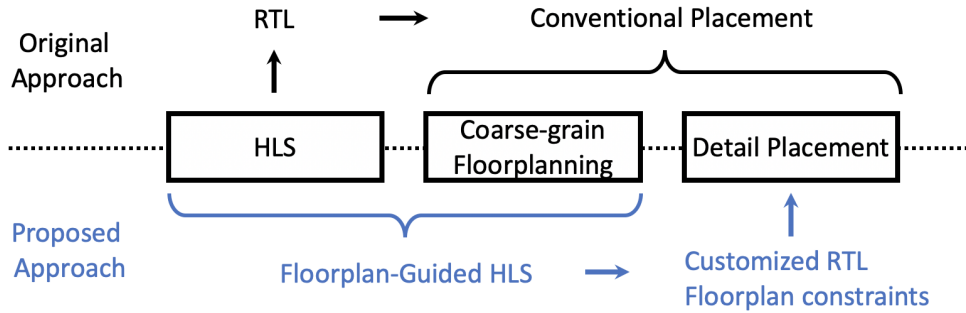 RTL
Conventional Placement
Original
Approach
HLS
Coarse-grain
Floorplanning
Detail Placement
Proposed
Approach
Floorplan-Guided HLS
Customized RTL
Floorplan constraints